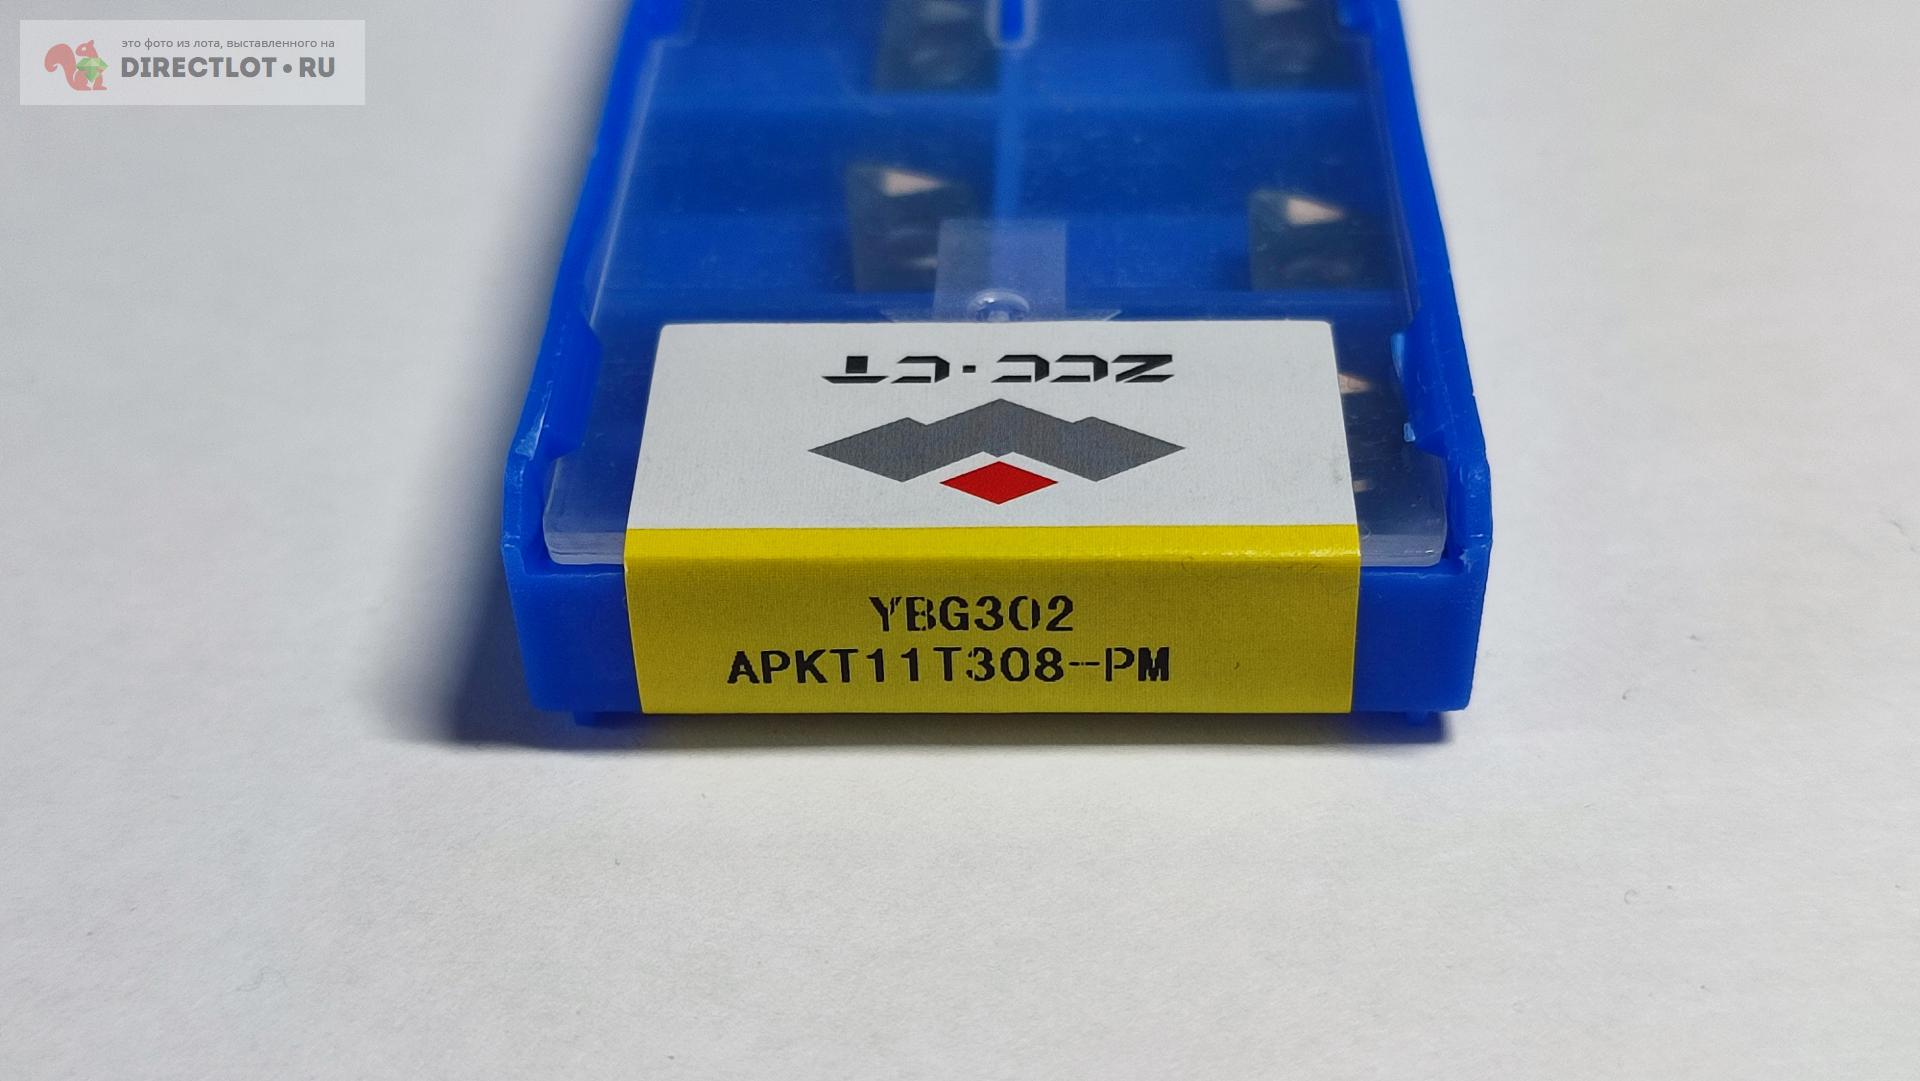 это фото из лота, выставленного на
DIRECTLOT•RU
ZCC·CT
YBG302
APKT11T308-PM